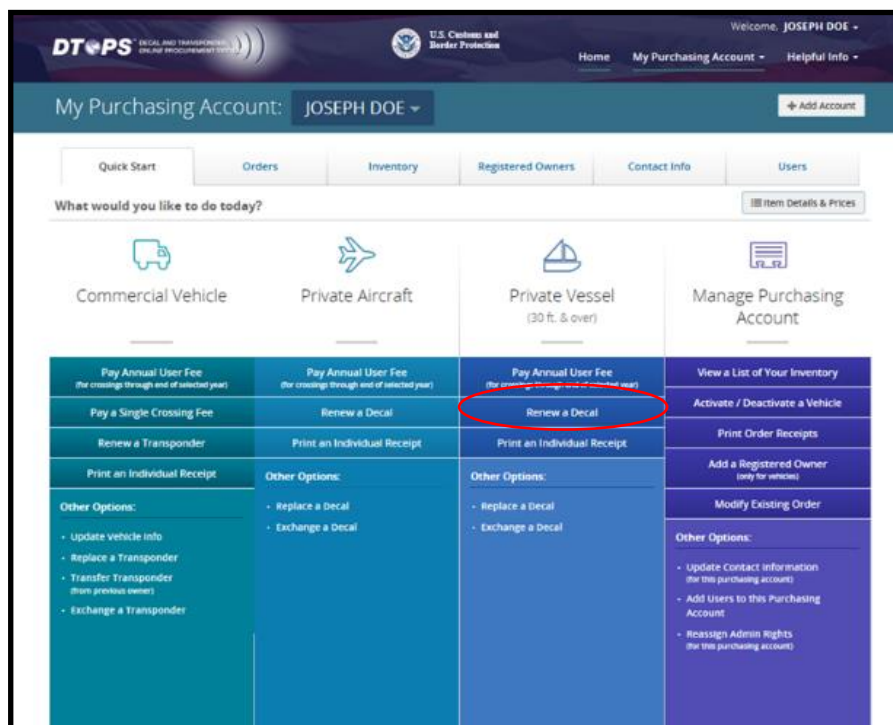 Welcome, JOSEPH DOE
DTOPS DECAL AND TRANSPONDER
ONLINE PROCUREMENT SYSTEM
U.S. Customs and
Border Protection
Home My Purchasing Account Helpful Info
My Purchasing Account: JOSEPH DOE + Add Account
Quick Start Orders Inventory Registered Owners Contact Info Users
What would you like to do today? Item Details & Prices
Commercial Vehicle
Pay Annual User Fee
(for crossings through end of selected year)
Pay a Single Crossing Fee
Renew a Transponder
Print an Individual Receipt
Other Options:
- Update Vehicle Info
- Replace a Transponder
- Transfer Transponder
(from previous owner)
- Exchange a Transponder
Private Aircraft
Pay Annual User Fee
(for crossings through end of selected year)
Renew a Decal
Print an Individual Receipt
Other Options:
- Replace a Decal
- Exchange a Decal
Private Vessel
(30 ft. & over)
Pay Annual User Fee
(for crossings through end of selected year)
Renew a Decal
Print an Individual Receipt
Other Options:
- Replace a Decal
- Exchange a Decal
Manage Purchasing
Account
View a List of Your Inventory
Activate / Deactivate a Vehicle
Print Order Receipts
Add a Registered Owner
(only for vehicles)
Modify Existing Order
Other Options:
- Update Contact Information
(for this purchasing account)
- Add Users to this Purchasing
Account
- Reassign Admin Rights
(for this purchasing account)